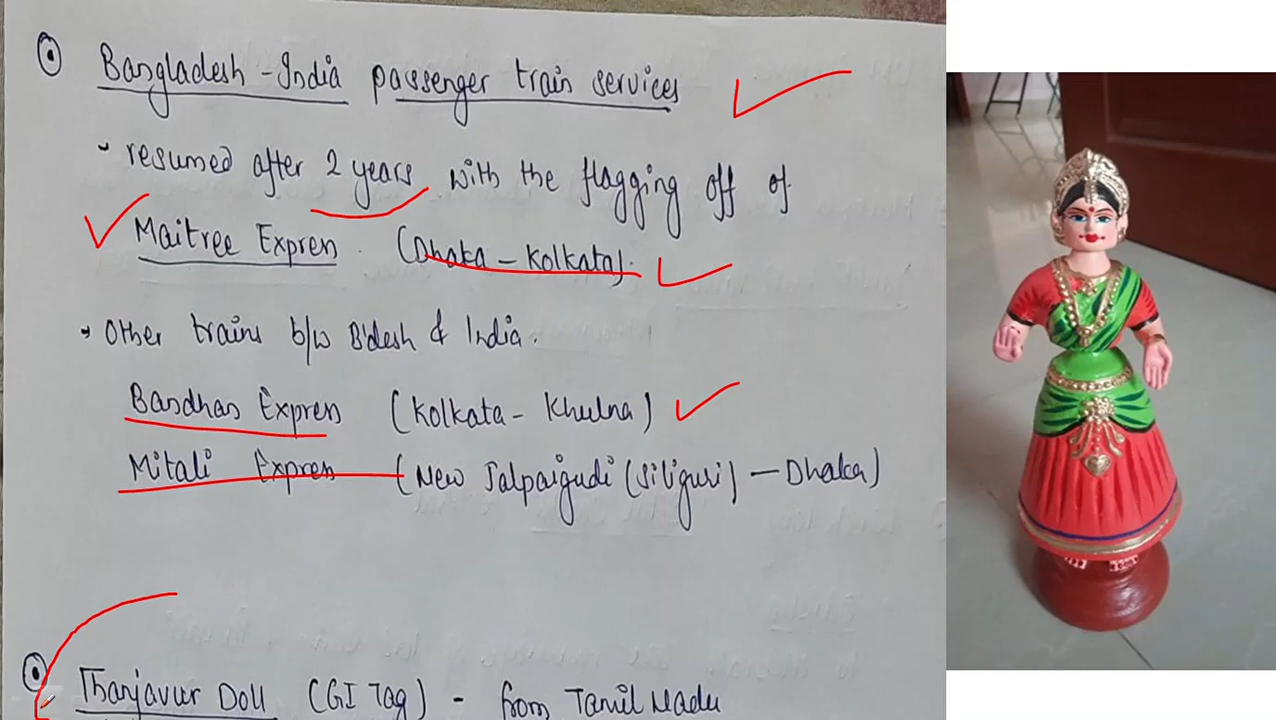 Bangladesh - India passenger train services
resumed after 2 years with the flagging off of
Maitree Express. (Dhaka - Kolkata).
Other trains b/w B'desh & India.
Bandhan Express (Kolkata - Khulna)
Mitali Express (New Jalpaigudi (Siliguri) - Dhaka)
Thanjavur Doll (GI Tag) - from Tamil Nadu